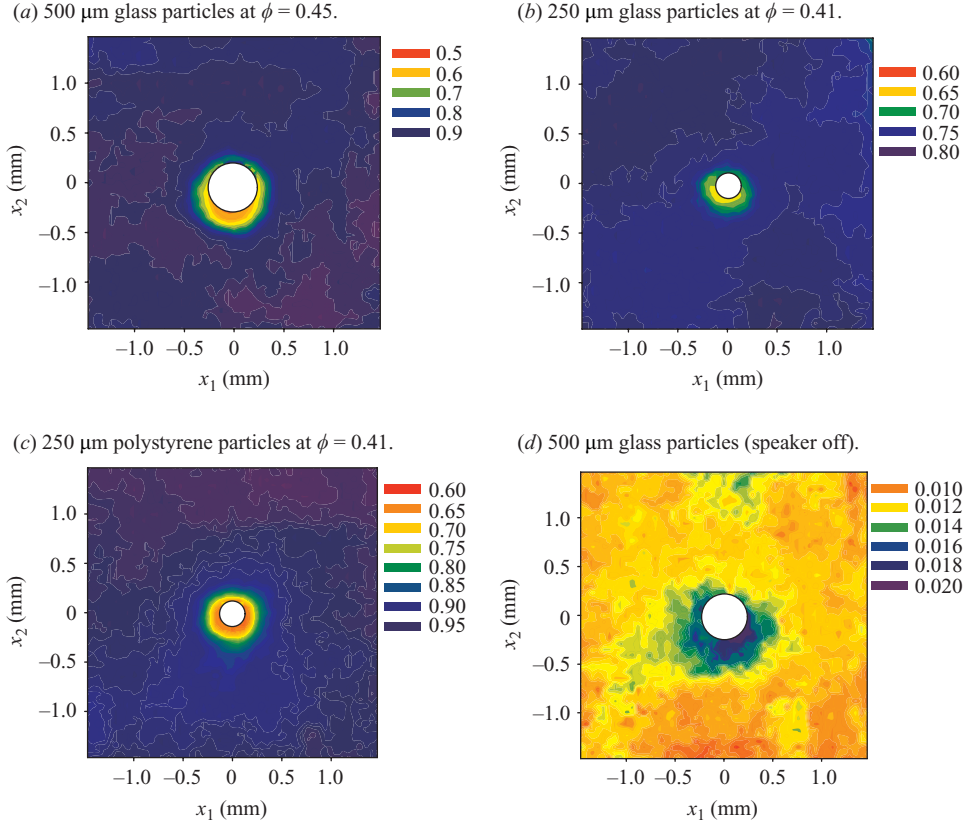 (a) 500 μm glass particles at ϕ = 0.45.
1.0
0.5
0
–0.5
–1.0
x2 (mm)
–1.0 –0.5 0 0.5 1.0
x1 (mm)
0.5
0.6
0.7
0.8
0.9
(b) 250 μm glass particles at ϕ = 0.41.
1.0
0.5
0
–0.5
–1.0
x2 (mm)
–1.0 –0.5 0 0.5 1.0
x1 (mm)
0.60
0.65
0.70
0.75
0.80
(c) 250 μm polystyrene particles at ϕ = 0.41.
1.0
0.5
0
–0.5
–1.0
x2 (mm)
–1.0 –0.5 0 0.5 1.0
x1 (mm)
0.60
0.65
0.70
0.75
0.80
0.85
0.90
0.95
(d) 500 μm glass particles (speaker off).
1.0
0.5
0
–0.5
–1.0
x2 (mm)
–1.0 –0.5 0 0.5 1.0
x1 (mm)
0.010
0.012
0.014
0.016
0.018
0.020